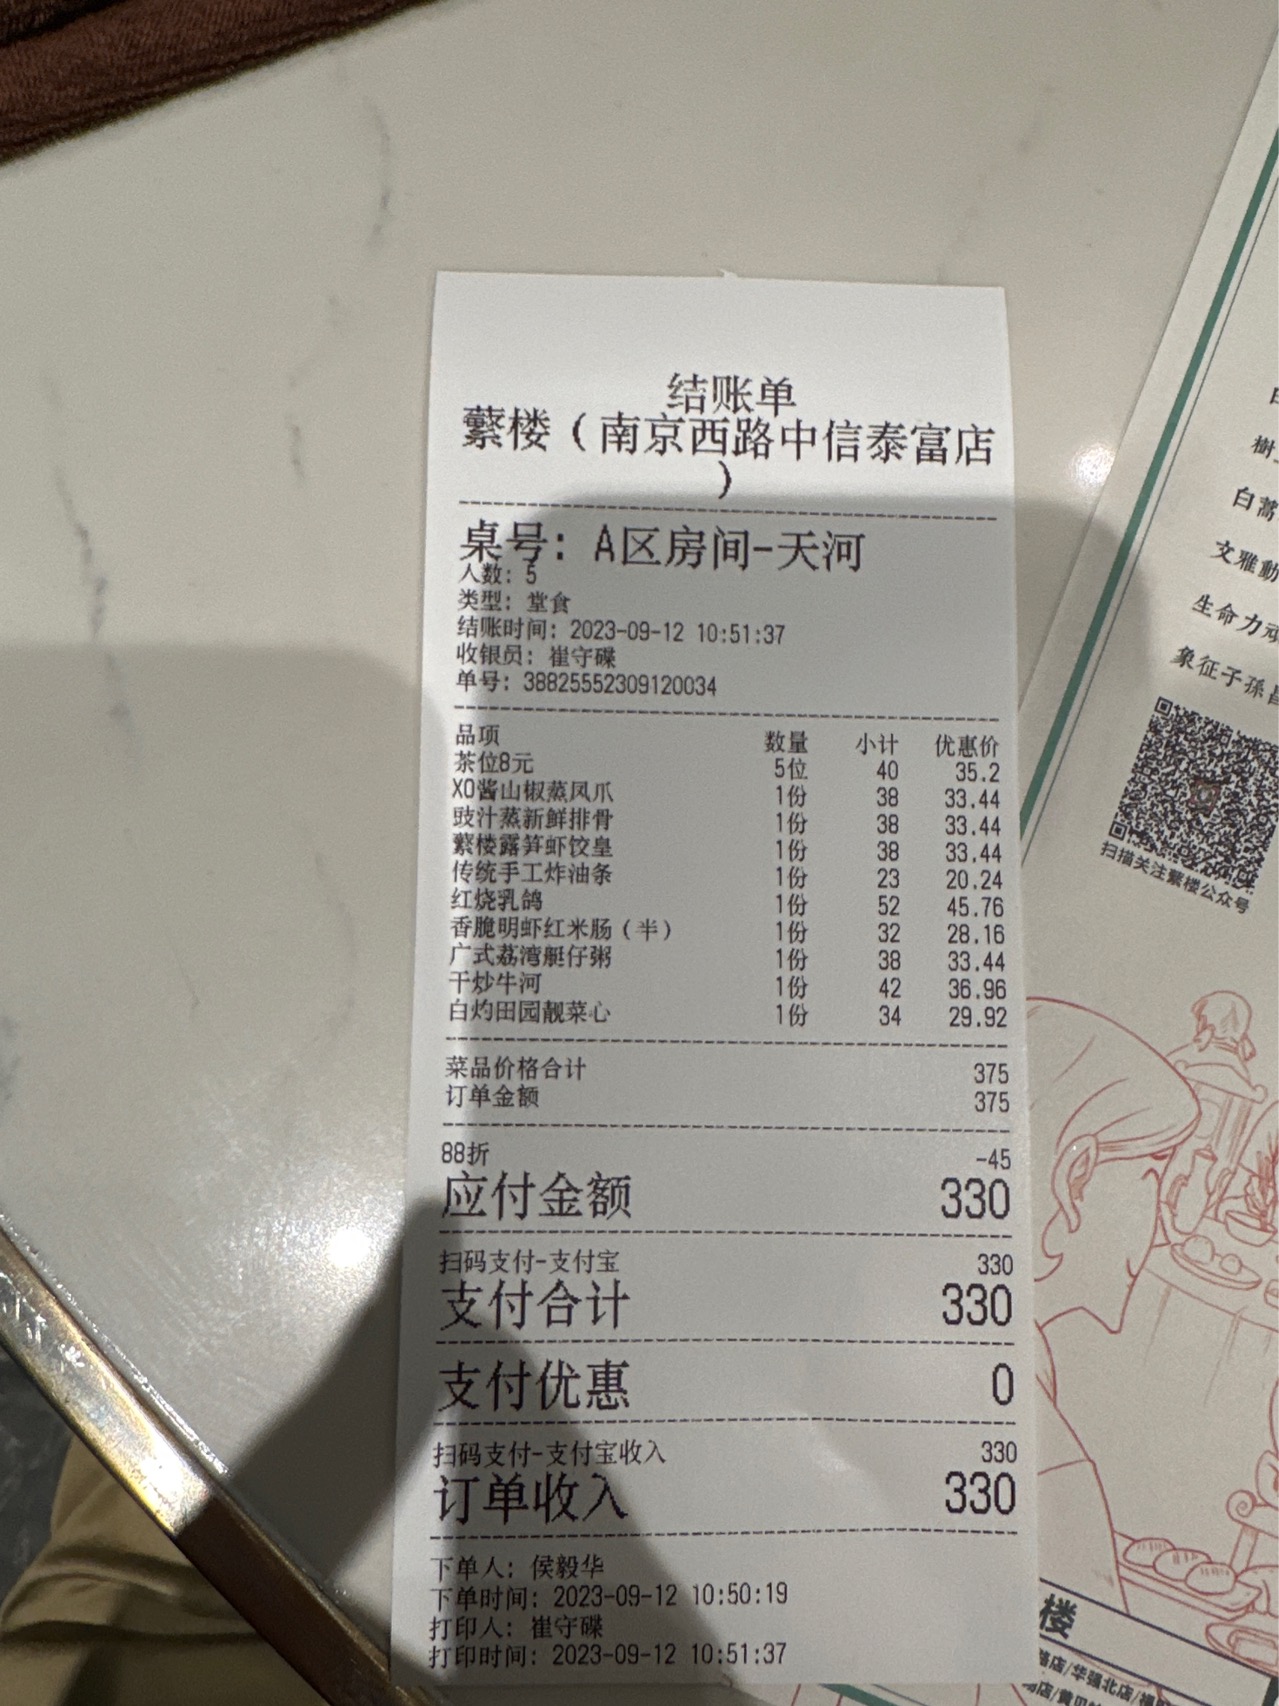 结账单
蘩楼（南京西路中信泰富店
）
桌号: A区房间-天河
人数: 5
类型: 堂食
结账时间: 2023-09-12 10:51:37
收银员: 崔守碟
单号: 38825552309120034
品项 数量 小计 优惠价
茶位8元 5位 40 35.2
XO酱山椒蒸凤爪 1份 38 33.44
豉汁蒸新鲜排骨 1份 38 33.44
蘩楼露笋虾饺皇 1份 38 33.44
传统手工炸油条 1份 23 20.24
红烧乳鸽 1份 52 45.76
香脆明虾红米肠（半） 1份 32 28.16
广式荔湾艇仔粥 1份 38 33.44
干炒牛河 1份 42 36.96
白灼田园靓菜心 1份 34 29.92
菜品价格合计 375
订单金额 375
88折 -45
应付金额 330
扫码支付-支付宝 330
支付合计 330
支付优惠 0
扫码支付-支付宝收入 330
订单收入 330
下单人: 侯毅华
下单时间: 2023-09-12 10:50:19
打印人: 崔守碟
打印时间: 2023-09-12 10:51:37
樹
白蒿
文雅動
生命力頑
象征子孫
扫描关注蘩楼公众号
楼
路店/华强北店/
店/黄